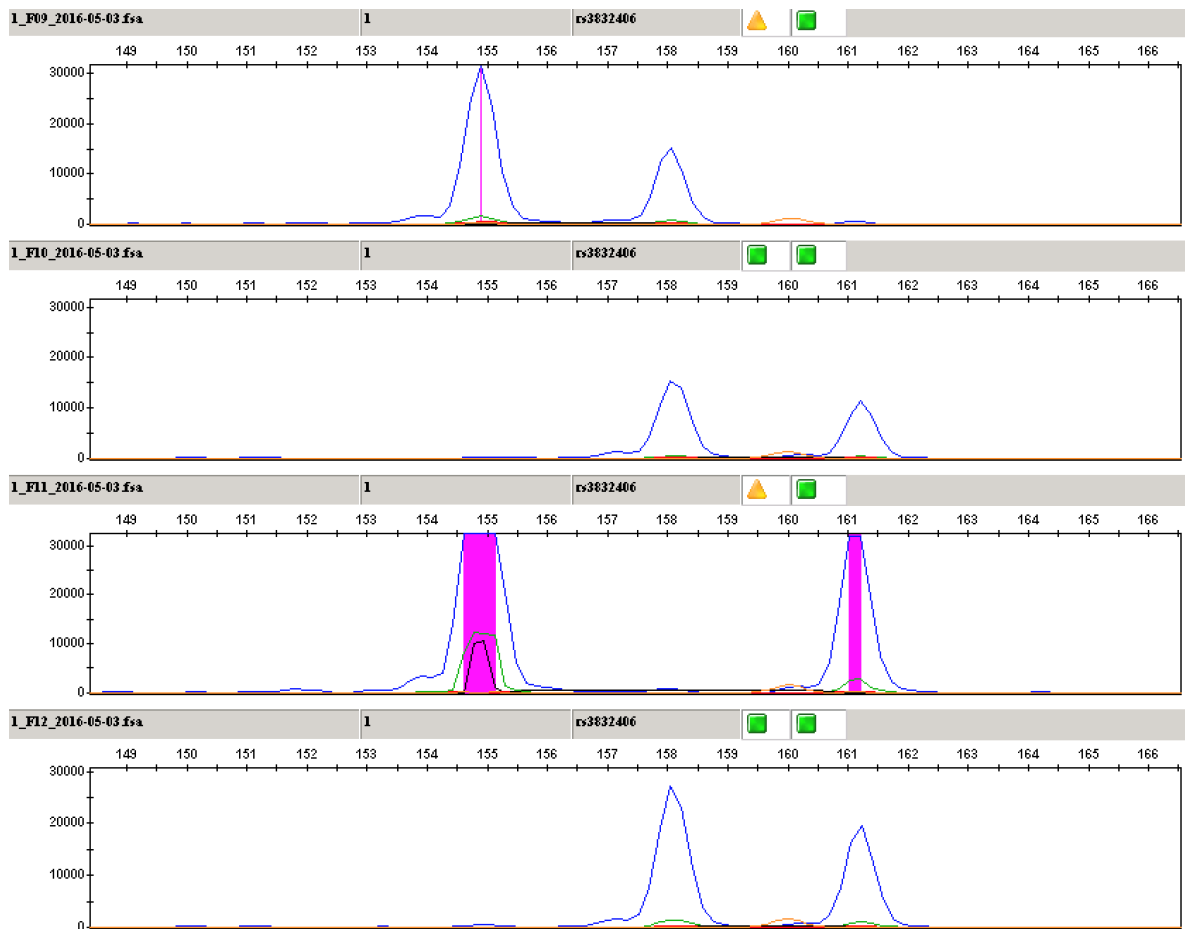 1_F09_2016-05-03.fsa 1 rs3832406
149 150 151 152 153 154 155 156 157 158 159 160 161 162 163 164 165 166
30000
20000
10000
0
1_F10_2016-05-03.fsa 1 rs3832406
149 150 151 152 153 154 155 156 157 158 159 160 161 162 163 164 165 166
30000
20000
10000
0
1_F11_2016-05-03.fsa 1 rs3832406
149 150 151 152 153 154 155 156 157 158 159 160 161 162 163 164 165 166
30000
20000
10000
0
1_F12_2016-05-03.fsa 1 rs3832406
149 150 151 152 153 154 155 156 157 158 159 160 161 162 163 164 165 166
30000
20000
10000
0